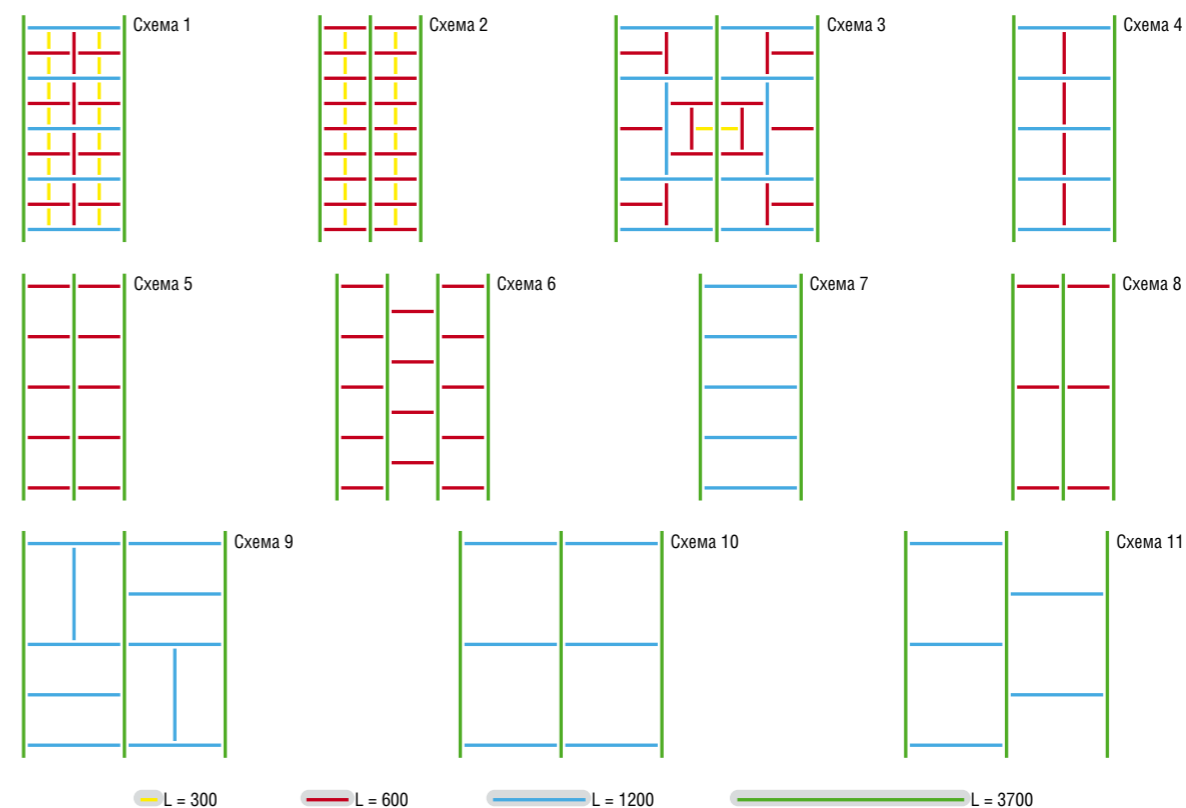 Схема 1
Схема 2
Схема 3
Схема 4
Схема 5
Схема 6
Схема 7
Схема 8
Схема 9
Схема 10
Схема 11
L = 300
L = 600
L = 1200
L = 3700